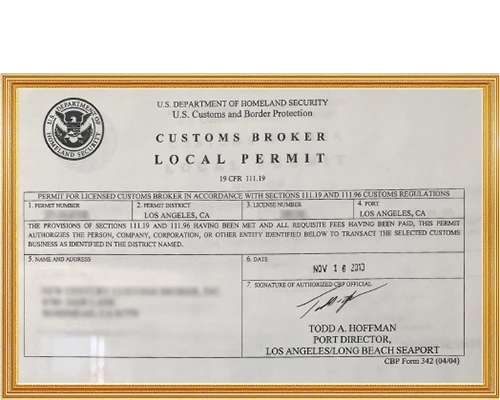 U.S. DEPARTMENT OF HOMELAND SECURITY
U.S. Customs and Border Protection
CUSTOMS BROKER
LOCAL PERMIT
19 CFR 111.19
PERMIT FOR LICENSED CUSTOMS BROKER IN ACCORDANCE WITH SECTIONS 111.19 AND 111.96 CUSTOMS REGULATIONS
1. PERMIT NUMBER 2. PERMIT DISTRICT 3. LICENSE NUMBER 4. PORT
LOS ANGELES, CA LOS ANGELES, CA
THE PROVISIONS OF SECTIONS 111.19 AND 111.96 HAVING BEEN MET AND ALL REQUISITE FEES HAVING BEEN PAID, THIS PERMIT
AUTHORIZES THE PERSON, COMPANY, CORPORATION, OR OTHER ENTITY IDENTIFIED BELOW TO TRANSACT THE SELECTED CUSTOMS
BUSINESS AS IDENTIFIED IN THE DISTRICT NAMED.
5. NAME AND ADDRESS 6. DATE
NOV 18 2013
7. SIGNATURE OF AUTHORIZED CBP OFFICIAL
TODD A. HOFFMAN
PORT DIRECTOR,
LOS ANGELES/LONG BEACH SEAPORT
CBP Form 342 (04/04)